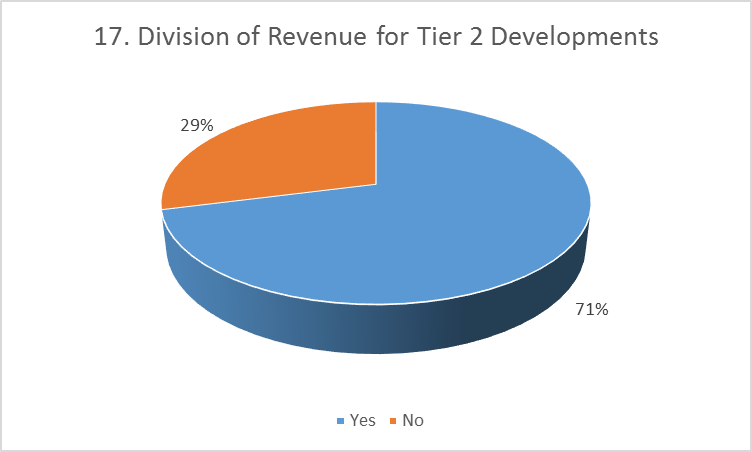 17. Division of Revenue for Tier 2 Developments
29%
71%
Yes No